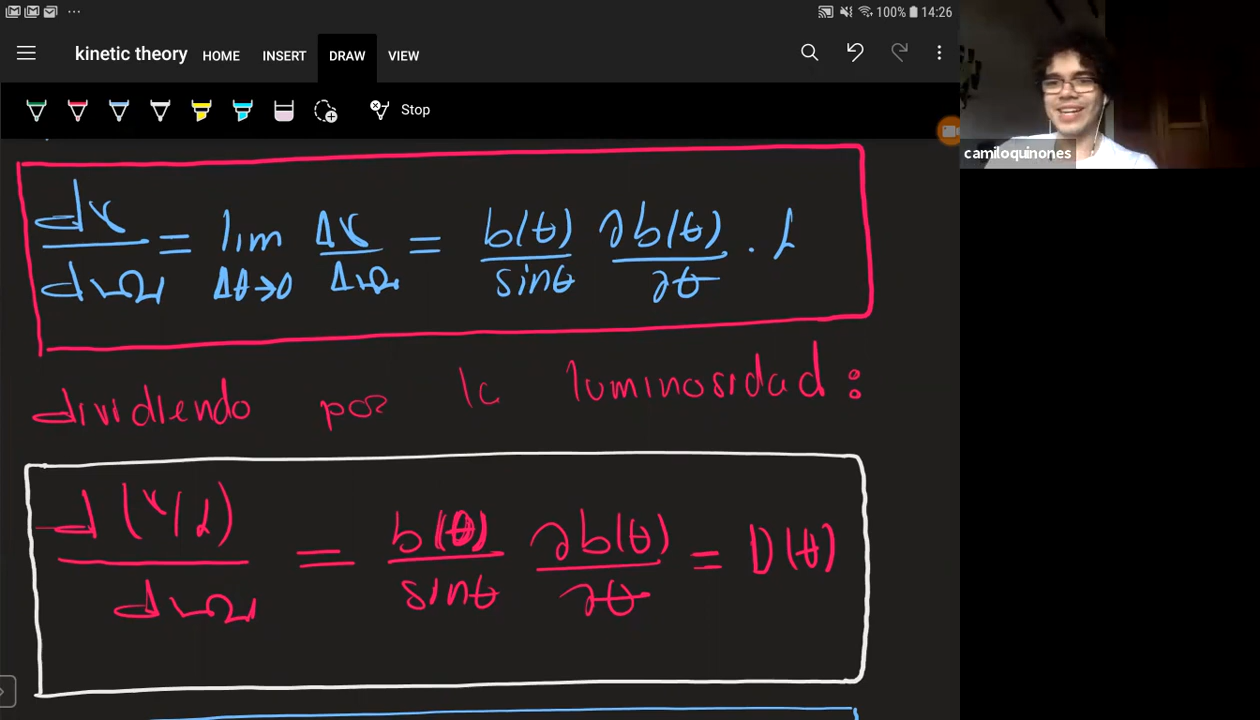 100% 14:26
kinetic theory HOME INSERT DRAW VIEW
Stop
camiloquinones
dr/dΩ = lim Δθ→0 Δr/ΔΩ = b(θ)/sinθ ∂b(θ)/∂θ · L
dividiendo por la luminosidad:
d(r/L)/dΩ = b(θ)/sinθ ∂b(θ)/∂θ = D(θ)